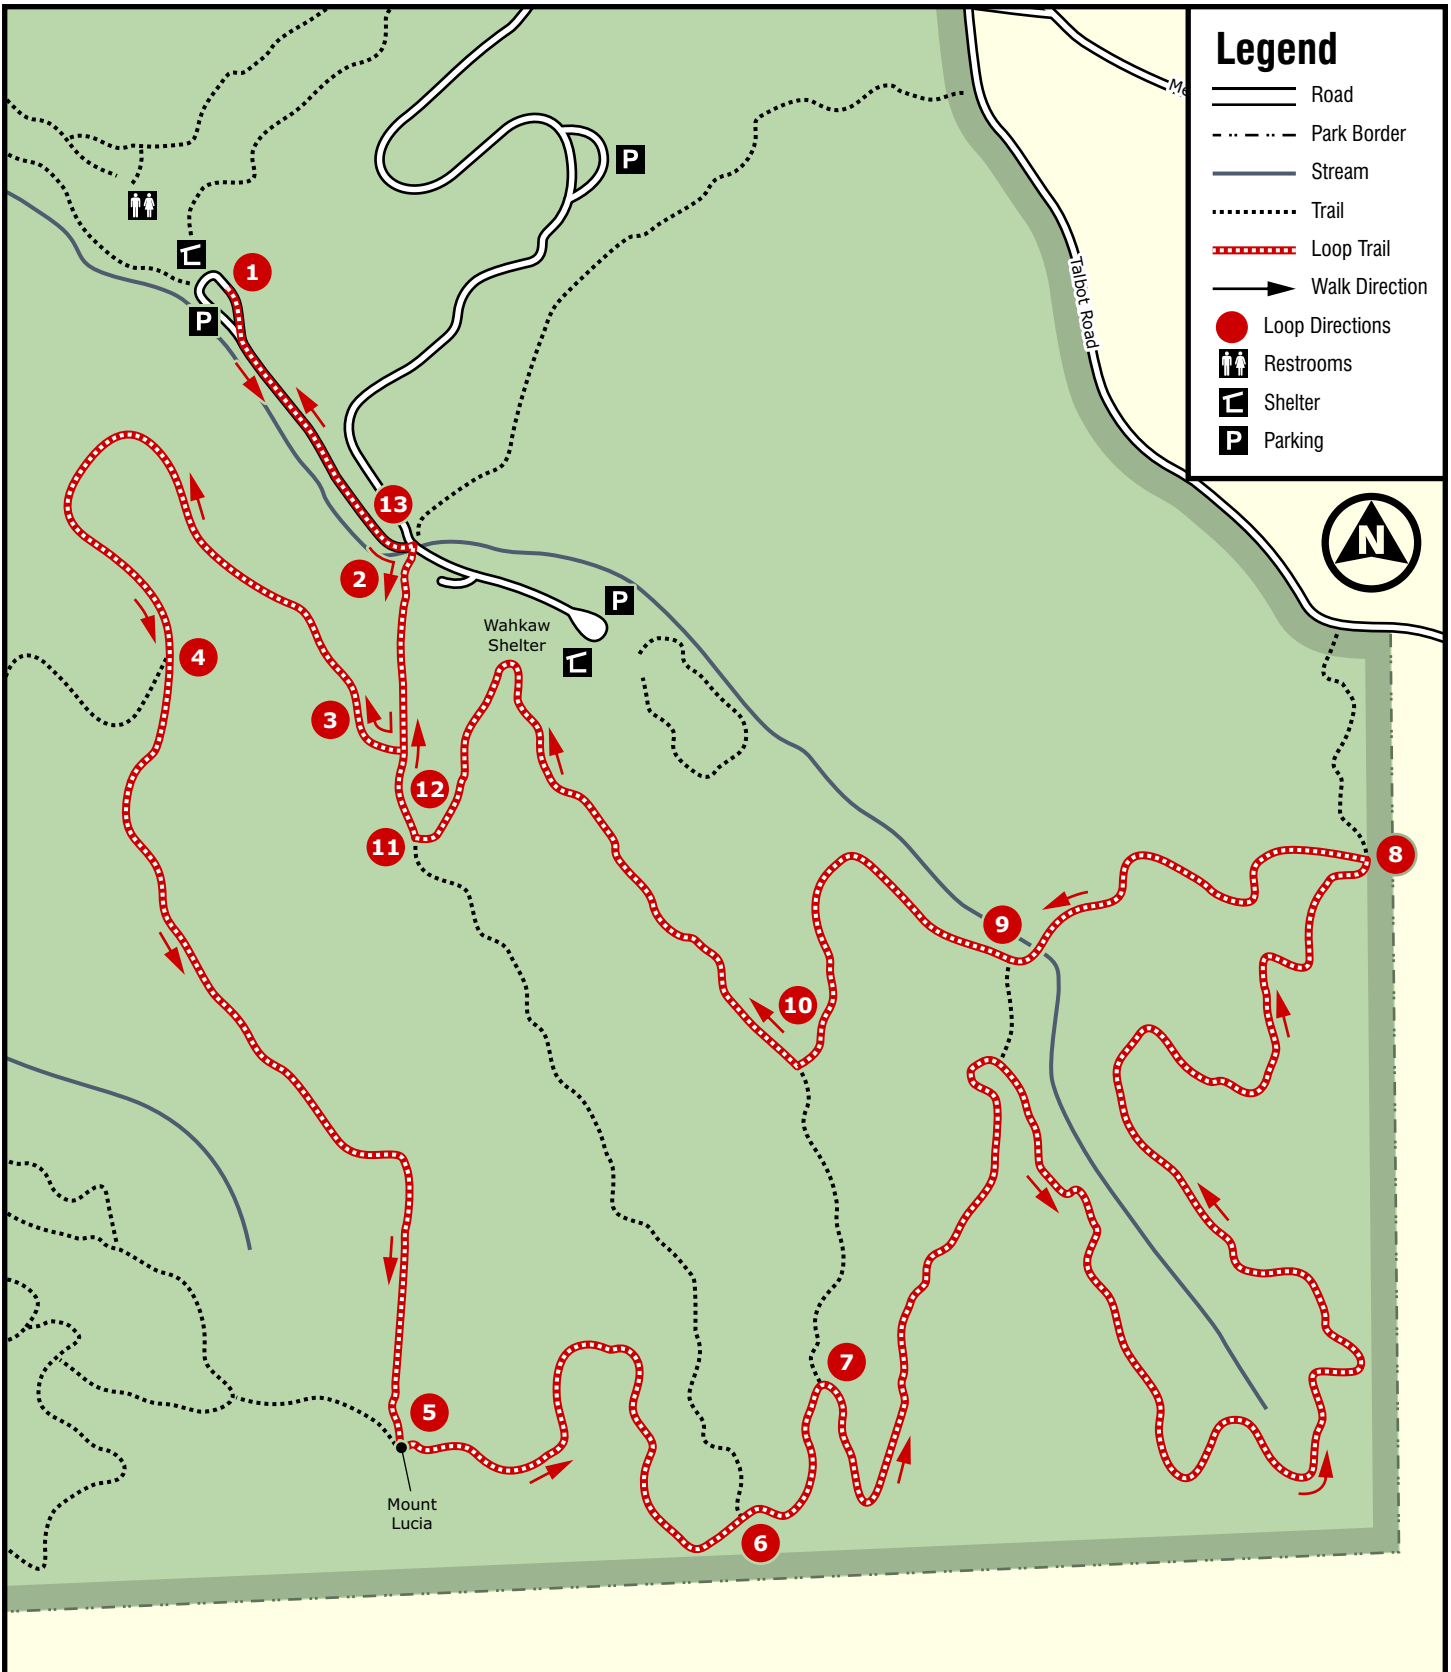 Legend
Road
Park Border
Stream
Trail
Loop Trail
Walk Direction
Loop Directions
Restrooms
Shelter
P
Parking
N
Talbot Road
P
1
P
13
2
P
Wahkaw
Shelter
4
3
12
11
8
9
10
7
5
Mount
Lucia
6